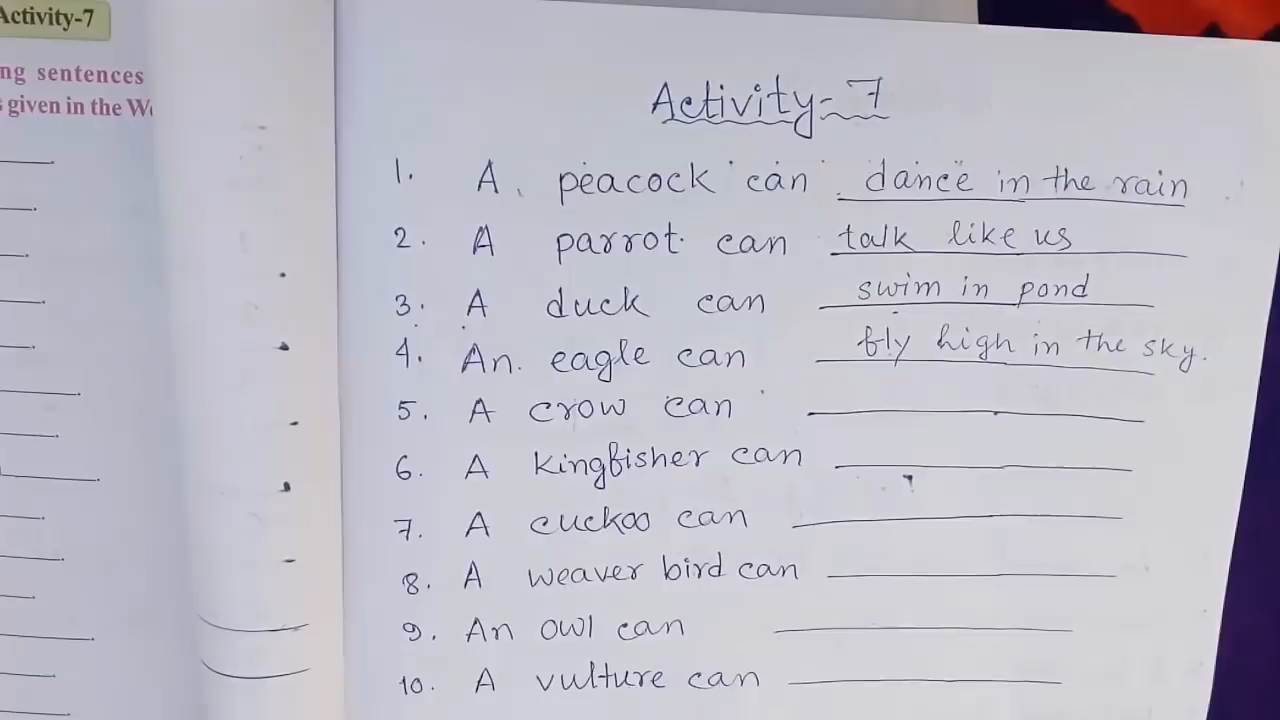 Activity-7
ng sentences
given in the
Activity-7
1. A peacock can dance in the rain
2. A parrot can talk like us
3. A duck can swim in pond
4. An eagle can fly high in the sky.
5. A crow can
6. A kingfisher can
7. A cuckoo can
8. A weaver bird can
9. An owl can
10. A vulture can